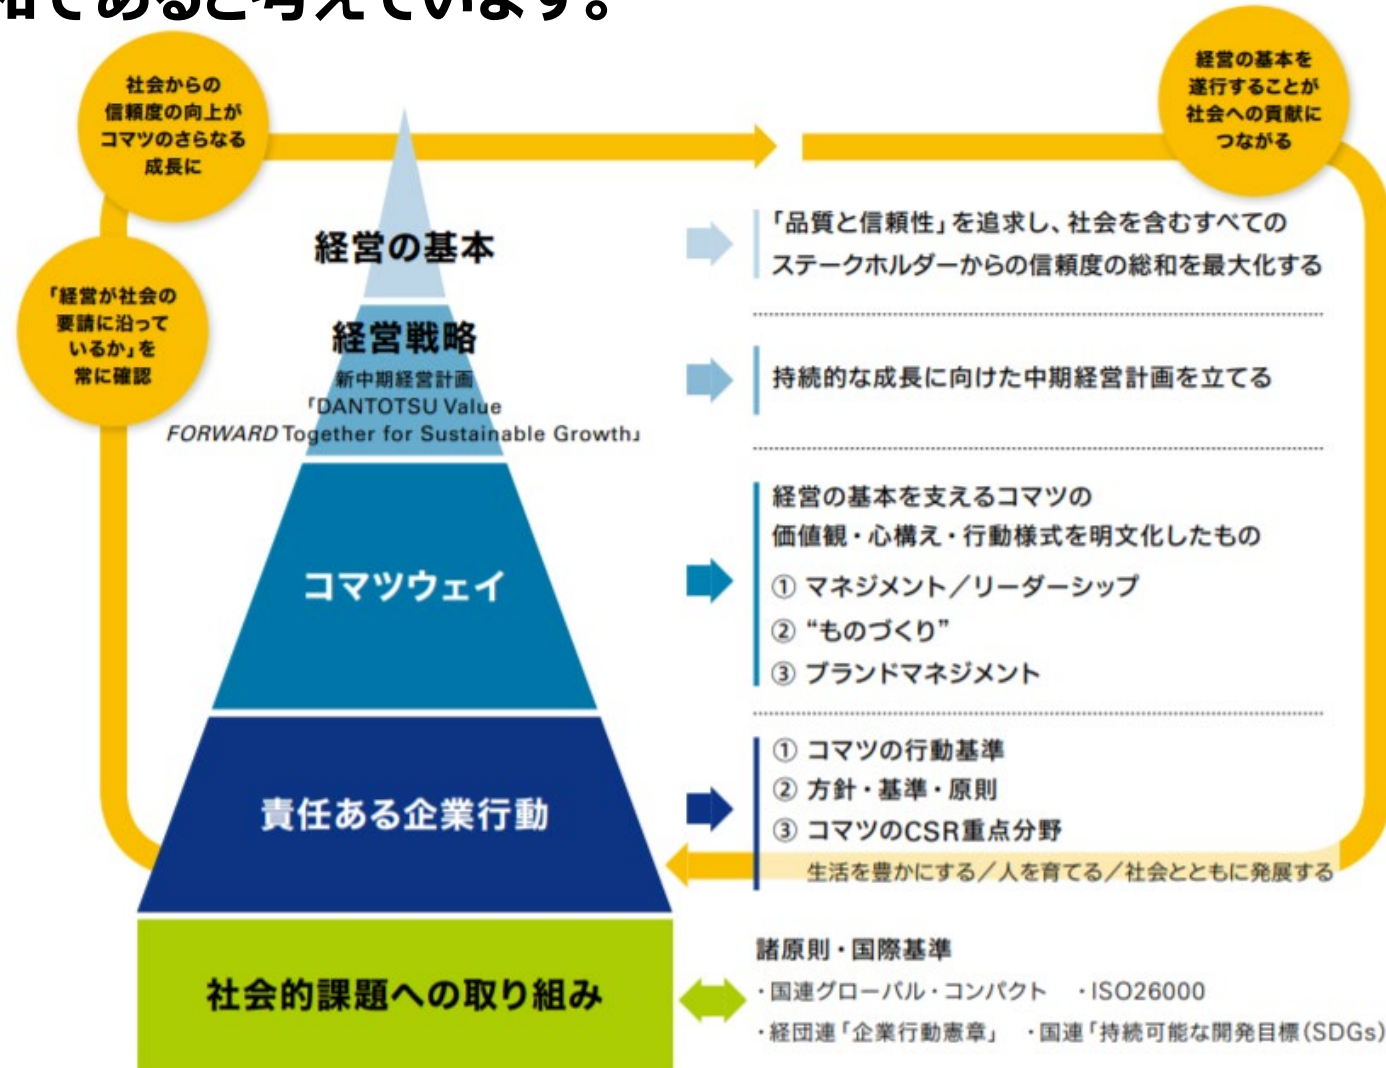 和であると考えています。
社会からの
信頼度の向上が
コマツのさらなる
成長に
経営の基本を
遂行することが
社会への貢献に
つながる
「経営が社会の
要請に沿って
いるか」を
常に確認
経営の基本
「品質と信頼性」を追求し、社会を含むすべての
ステークホルダーからの信頼度の総和を最大化する
経営戦略
新中期経営計画
「DANTOTSU Value
FORWARD Together for Sustainable Growth」
持続的な成長に向けた中期経営計画を立てる
コマツウェイ
経営の基本を支えるコマツの
価値観・心構え・行動様式を明文化したもの
① マネジメント／リーダーシップ
② “ものづくり”
③ ブランドマネジメント
責任ある企業行動
① コマツの行動基準
② 方針・基準・原則
③ コマツのCSR重点分野
生活を豊かにする／人を育てる／社会とともに発展する
社会的課題への取り組み
諸原則・国際基準
・国連グローバル・コンパクト ・ISO26000
・経団連「企業行動憲章」 ・国連「持続可能な開発目標（SDGs）